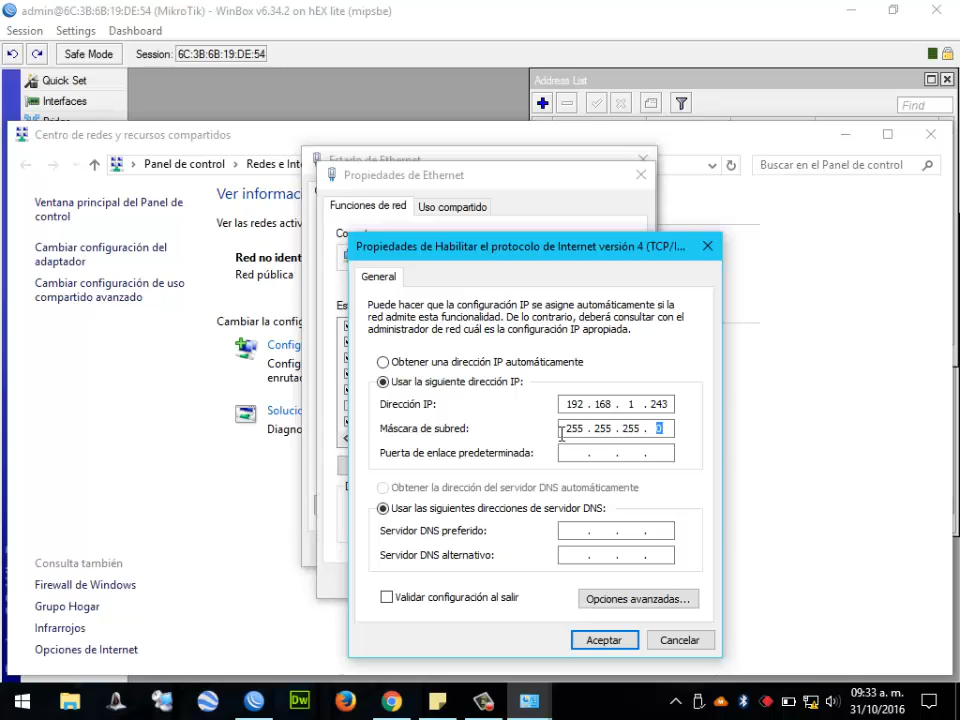 admin@6C:3B:6B:19:DE:54 (MikroTik) - WinBox v6.34.2 on hEX lite (mipsbe)
Session Settings Dashboard
Safe Mode Session: 6C:3B:6B:19:DE:54
Quick Set
Interfaces
Address List
Find
Centro de redes y recursos compartidos
Panel de control Redes e Inte
Buscar en el Panel de control
Ventana principal del Panel de
control
Cambiar configuración del
adaptador
Cambiar configuración de uso
compartido avanzado
Ver informac
Ver las redes activ
Red no iden
Red pública
Cambiar la config
Config
Config
enrutad
Solucio
Diagno
Consulta también
Firewall de Windows
Grupo Hogar
Infrarrojos
Opciones de Internet
Estado de Ethernet
Propiedades de Ethernet
Funciones de red Uso compartido
Co
Es
Propiedades de Habilitar el protocolo de Internet versión 4 (TCP/I...
General
Puede hacer que la configuración IP se asigne automáticamente si la
red admite esta funcionalidad. De lo contrario, deberá consultar con el
administrador de red cuál es la configuración IP apropiada.
Obtener una dirección IP automáticamente
Usar la siguiente dirección IP:
Dirección IP: 192 . 168 . 1 . 243
Máscara de subred: 255 . 255 . 255 . 0
Puerta de enlace predeterminada: . . .
Obtener la dirección del servidor DNS automáticamente
Usar las siguientes direcciones de servidor DNS:
Servidor DNS preferido: . . .
Servidor DNS alternativo: . . .
Validar configuración al salir
Opciones avanzadas...
Aceptar Cancelar
Dw
09:33 a. m.
31/10/2016